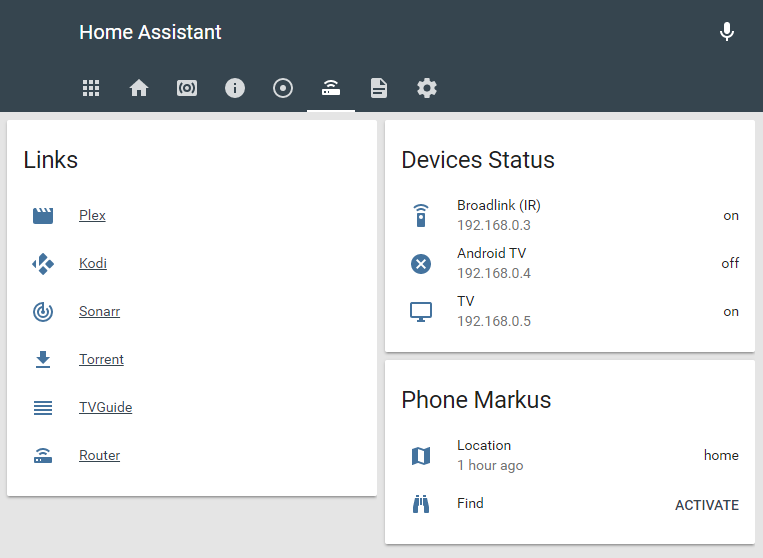 Home Assistant
Links
Plex
Kodi
Sonarr
Torrent
TVGuide
Router
Devices Status
Broadlink (IR)
192.168.0.3
on
Android TV
192.168.0.4
off
TV
192.168.0.5
on
Phone Markus
Location
1 hour ago
home
Find
ACTIVATE